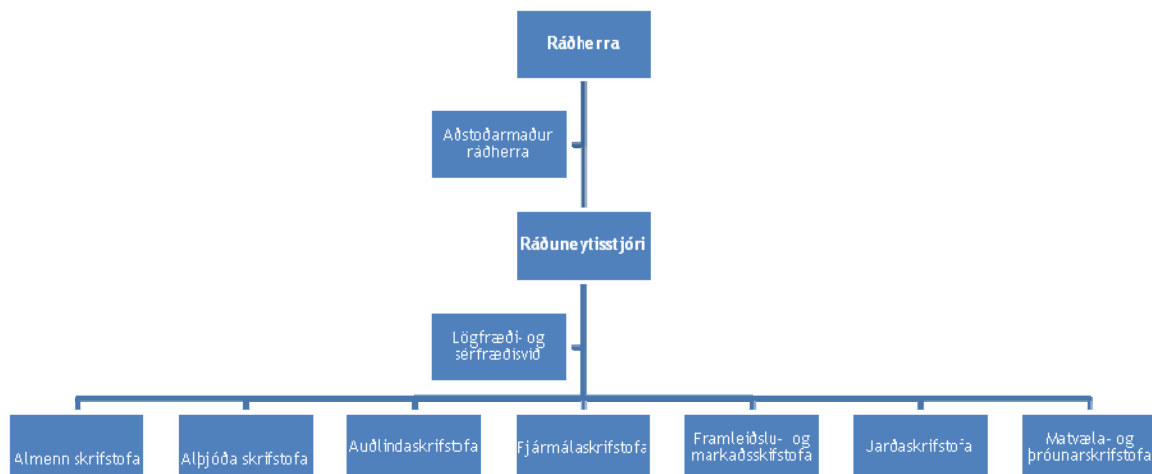 Ráðherra
Aðstoðarmaður
ráðherra
Ráðuneytisstjóri
Lögfræði- og
sérfræðisvið
Almenn skrifstofa
Alþjóða skrifstofa
Auðlindaskrifstofa
Fjármálaskrifstofa
Framleiðslu- og
markaðsskifstofa
Jarðaskrifstofa
Matvæla- og
þróunarskrifstofa